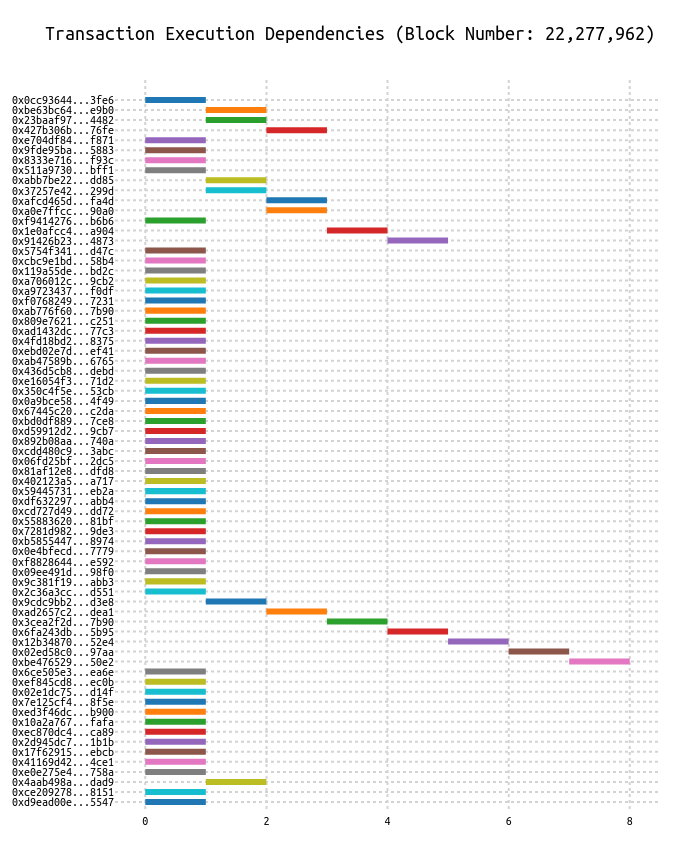 Transaction Execution Dependencies (Block Number: 22,277,962)
0x0cc93644...3fe6
0xbe63bc64...e9b0
0x23baaf97...4482
0x427b306b...76fe
0xe704df84...f871
0x9fde95ba...5883
0x8333e716...f93c
0x511a9730...bff1
0xabb7be22...dd85
0x37257e42...299d
0xafcd465d...fa4d
0xa0e7ffcc...90a0
0xf9414276...b6b6
0x1e0afcc4...a904
0x91426b23...4873
0x5754f341...d47c
0xcbc9e1bd...58b4
0x119a55de...bd2c
0xa706012c...9cb2
0xa9723437...f0df
0xf0768249...7231
0xab776f60...7b90
0x809e7621...c251
0xad1432dc...77c3
0x4fd18bd2...8375
0xebd02e7d...ef41
0xab47589b...6765
0x436d5cb8...debd
0xe16054f3...71d2
0x350c4f5e...53cb
0x0a9bce58...4f49
0x67445c20...c2da
0xbd0df889...7ce8
0xd59912d2...9cb7
0x892b08aa...740a
0xcdd480c9...3abc
0x06fd25bf...2dc5
0x81af12e8...dfd8
0x402123a5...a717
0x59445731...eb2a
0xdf632297...abb4
0xcd727d49...dd72
0x55883620...81bf
0x7281d982...9de3
0xb5855447...8974
0x0e4bfecd...7779
0xf8828644...e592
0x09ee491d...98f0
0x9c381f19...abb3
0x2c36a3cc...d551
0x9cdc9bb2...d3e8
0xad2657c2...dea1
0x3cea2f2d...7b90
0x6fa243db...5b95
0x12b34870...52e4
0x02ed58c0...97aa
0xbe476529...50e2
0x6ce505e3...ea6e
0xef845cd8...ec0b
0x02e1dc75...d14f
0x7e125cf4...8f5e
0xed3f46dc...b900
0x10a2a767...fafa
0xec870dc4...ca89
0x2d945dc7...1b1b
0x17f62915...ebcb
0x41169d42...4ce1
0xe0e275e4...758a
0x4aab498a...dad9
0xce209278...8151
0xd9ead00e...5547
0 2 4 6 8